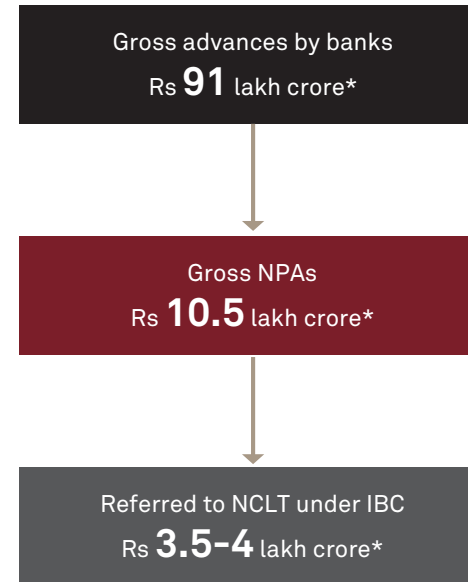 Gross advances by banks
Rs 91 lakh crore*
Gross NPAs
Rs 10.5 lakh crore*
Referred to NCLT under IBC
Rs 3.5-4 lakh crore*